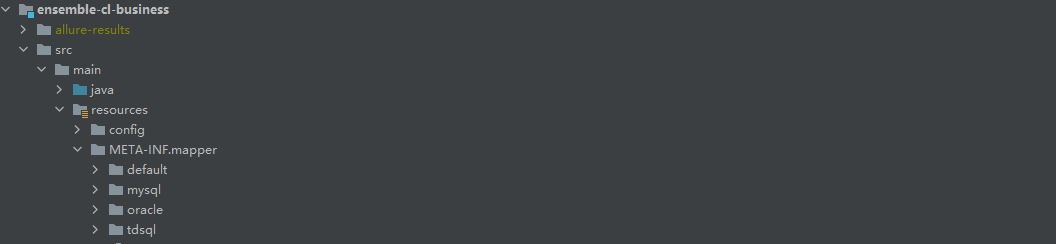 ensemble-cl-business
allure-results
src
main
java
resources
config
META-INF.mapper
default
mysql
oracle
tdsql